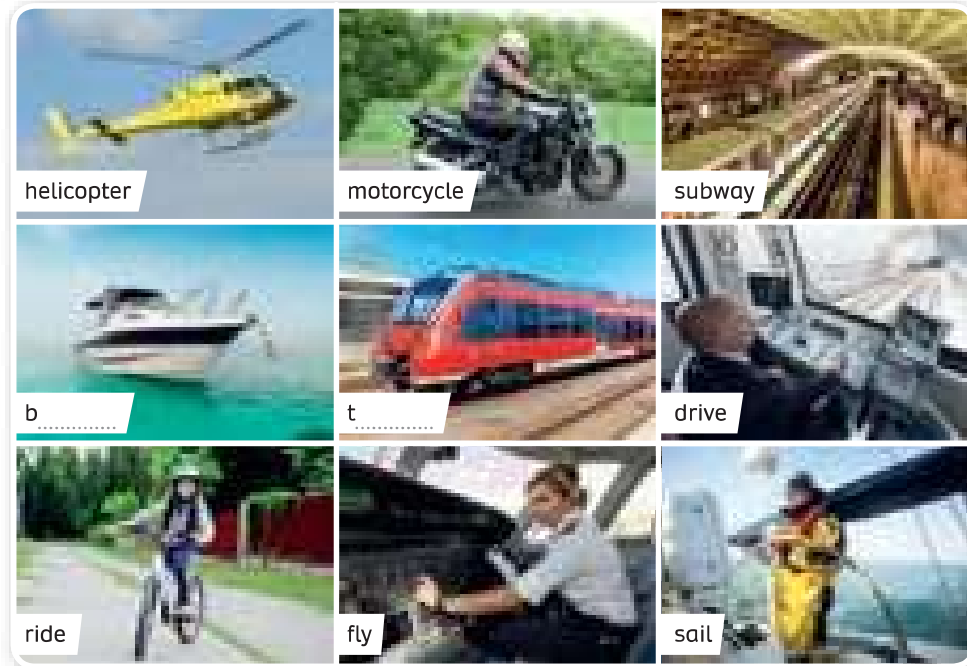 helicopter
motorcycle
subway
b..............
t..............
drive
ride
fly
sail